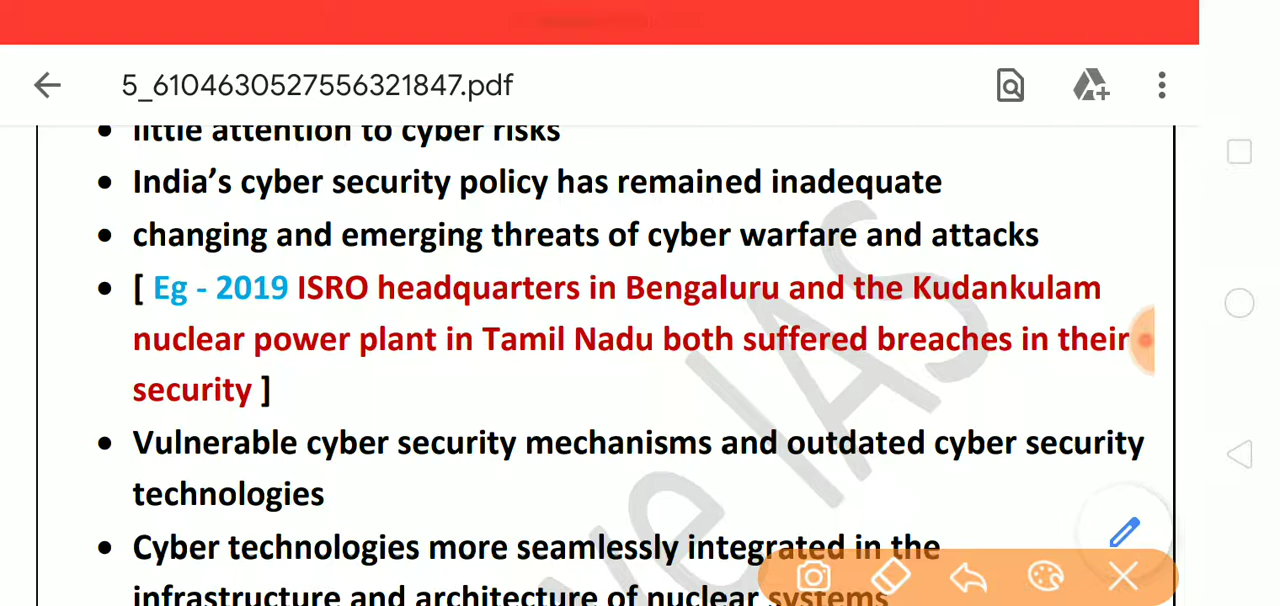 5_6104630527556321847.pdf
little attention to cyber risks
• India's cyber security policy has remained inadequate
• changing and emerging threats of cyber warfare and attacks
• [ Eg - 2019 ISRO headquarters in Bengaluru and the Kudankulam
nuclear power plant in Tamil Nadu both suffered breaches in their
security ]
• Vulnerable cyber security mechanisms and outdated cyber security
technologies
• Cyber technologies more seamlessly integrated in the
infrastructure and architecture of nuclear systems
ve IAS